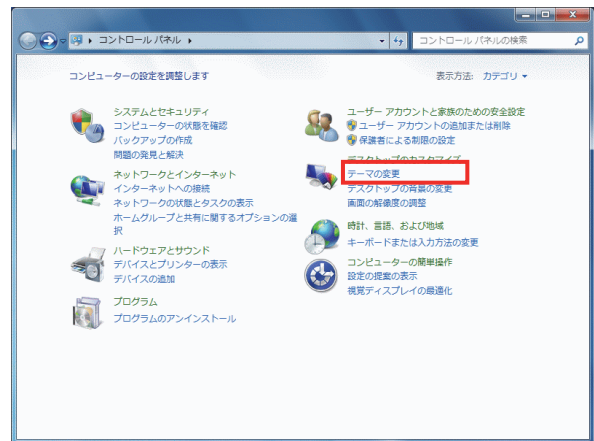 コントロール パネル
コントロール パネルの検索
コンピューターの設定を調整します
表示方法: カテゴリ
システムとセキュリティ
コンピューターの状態を確認
バックアップの作成
問題の発見と解決
ネットワークとインターネット
インターネットへの接続
ネットワークの状態とタスクの表示
ホームグループと共有に関するオプションの選
択
ハードウェアとサウンド
デバイスとプリンターの表示
デバイスの追加
プログラム
プログラムのアンインストール
ユーザー アカウントと家族のための安全設定
ユーザー アカウントの追加または削除
保護者による制限の設定
デスクトップのカスタマイズ
テーマの変更
デスクトップの背景の変更
画面の解像度の調整
時計、言語、および地域
キーボードまたは入力方法の変更
コンピューターの簡単操作
設定の提案の表示
視覚ディスプレイの最適化